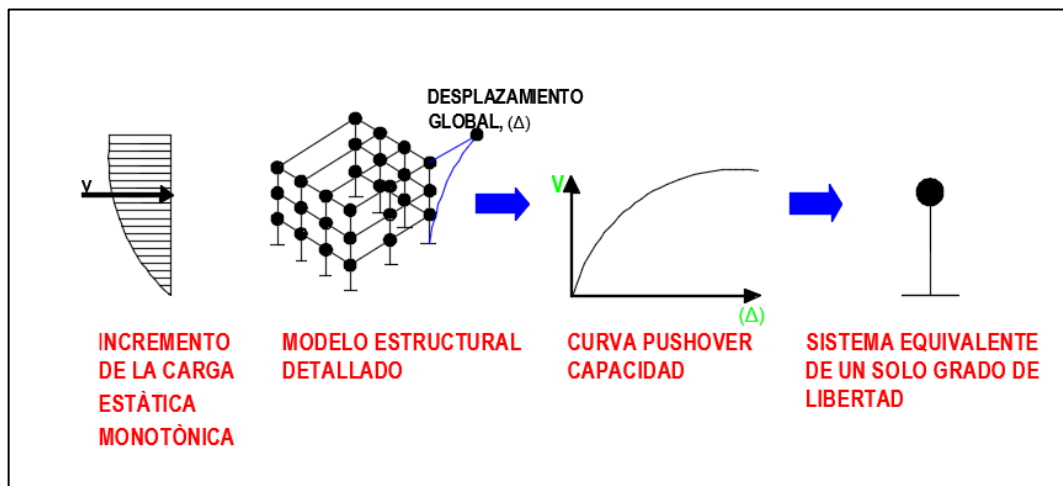 DESPLAZAMIENTO
GLOBAL, (Δ)
V
V
(Δ)
INCREMENTO
DE LA CARGA
ESTÀTICA
MONOTÒNICA
MODELO ESTRUCTURAL
DETALLADO
CURVA PUSHOVER
CAPACIDAD
SISTEMA EQUIVALENTE
DE UN SOLO GRADO DE
LIBERTAD